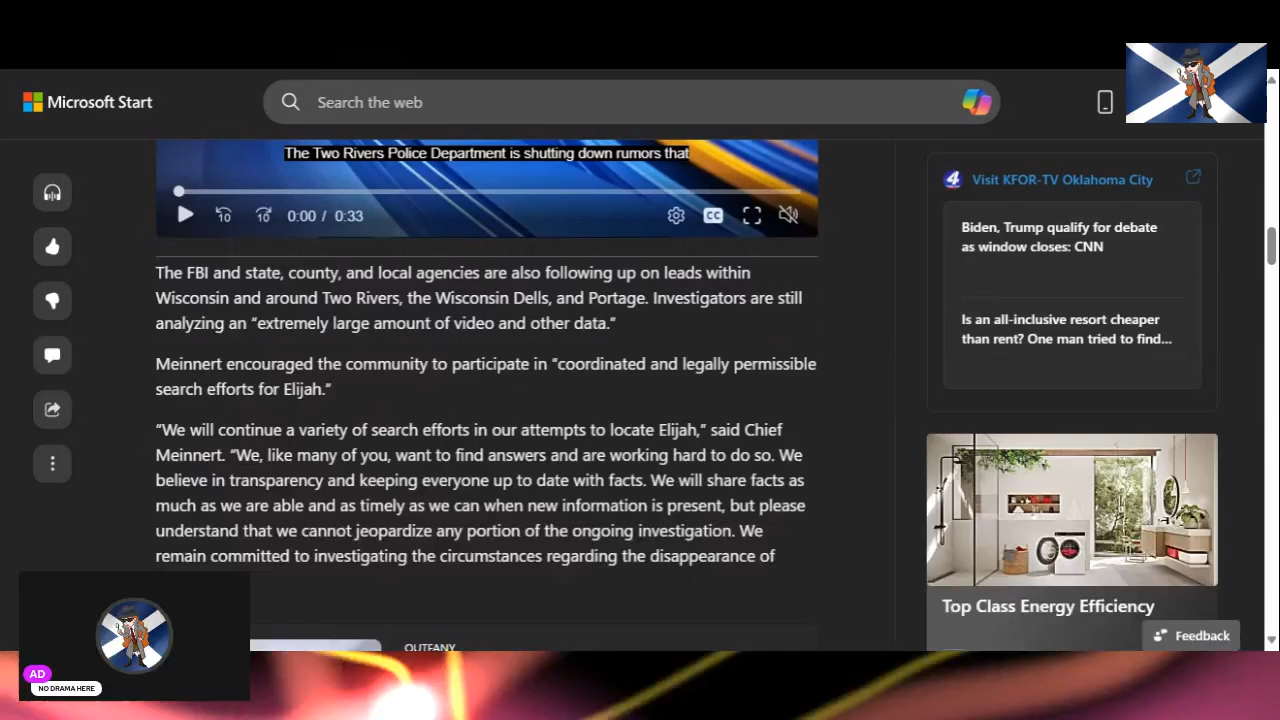 Microsoft Start
Search the web
The Two Rivers Police Department is shutting down rumors that
10
10
0:00 / 0:33
CC
The FBI and state, county, and local agencies are also following up on leads within
Wisconsin and around Two Rivers, the Wisconsin Dells, and Portage. Investigators are still
analyzing an “extremely large amount of video and other data.”
Meinnert encouraged the community to participate in “coordinated and legally permissible
search efforts for Elijah.”
“We will continue a variety of search efforts in our attempts to locate Elijah,” said Chief
Meinnert. “We, like many of you, want to find answers and are working hard to do so. We
believe in transparency and keeping everyone up to date with facts. We will share facts as
much as we are able and as timely as we can when new information is present, but please
understand that we cannot jeopardize any portion of the ongoing investigation. We
remain committed to investigating the circumstances regarding the disappearance of
OUTFANY
4
Visit KFOR-TV Oklahoma City
Biden, Trump qualify for debate
as window closes: CNN
Is an all-inclusive resort cheaper
than rent? One man tried to find...
Top Class Energy Efficiency
Feedback
AD
NO DRAMA HERE